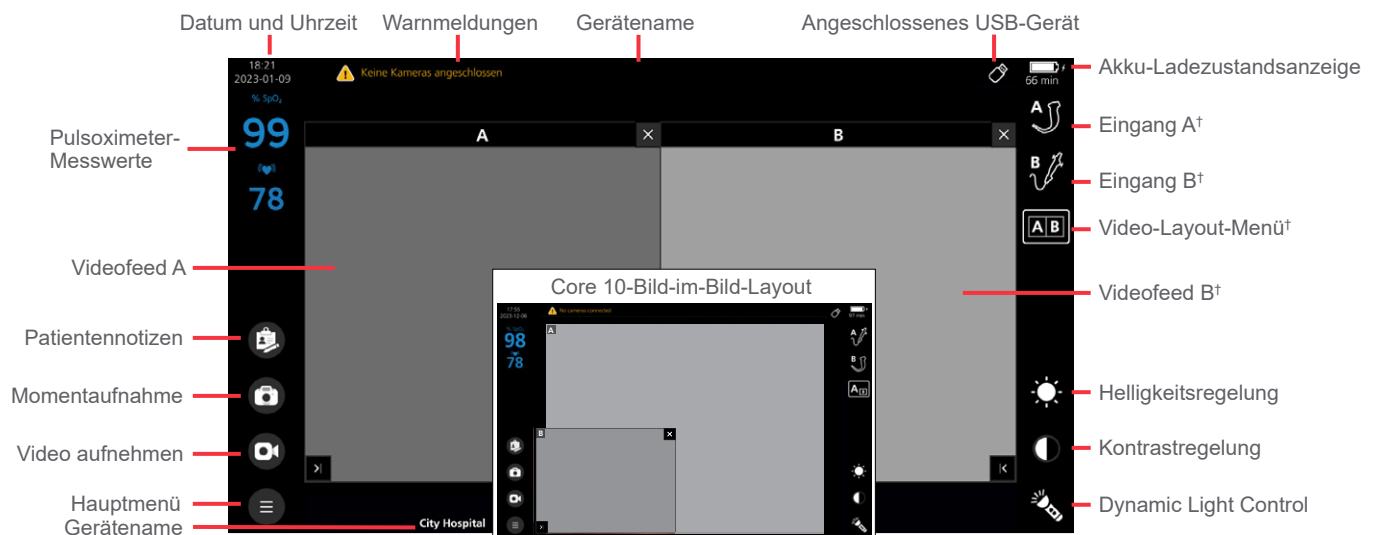 Datum und Uhrzeit
Warnmeldungen
Gerätename
Angeschlossenes USB-Gerät
18:21
2023-01-09
Keine Kameras angeschlossen
66 min
Akku-Ladezustandsanzeige
% SpO₂
99
78
Pulsoximeter-
Messwerte
A
B
A
Eingang A†
B
Eingang B†
A B
Video-Layout-Menü†
Videofeed A
Videofeed B†
Core 10-Bild-im-Bild-Layout
17:55
2023-12-06
No cameras connected
97 min
% SpO₂
98
78
A
A
B
A B
B
Patientennotizen
Momentaufnahme
Video aufnehmen
Hauptmenü
Gerätename
City Hospital
Helligkeitsregelung
Kontrastregelung
Dynamic Light Control